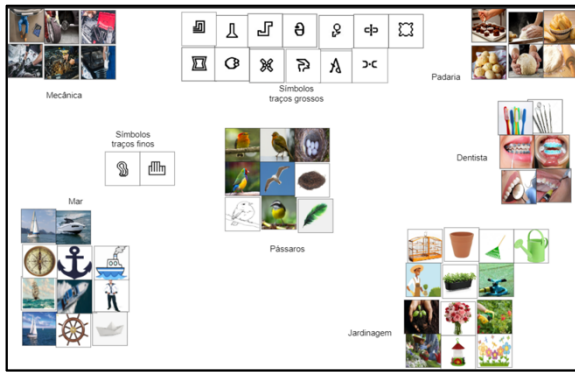 Mecânica
Símbolos
traços grossos
Padaria
Símbolos
traços finos
Dentista
Mar
Pássaros
Jardinagem